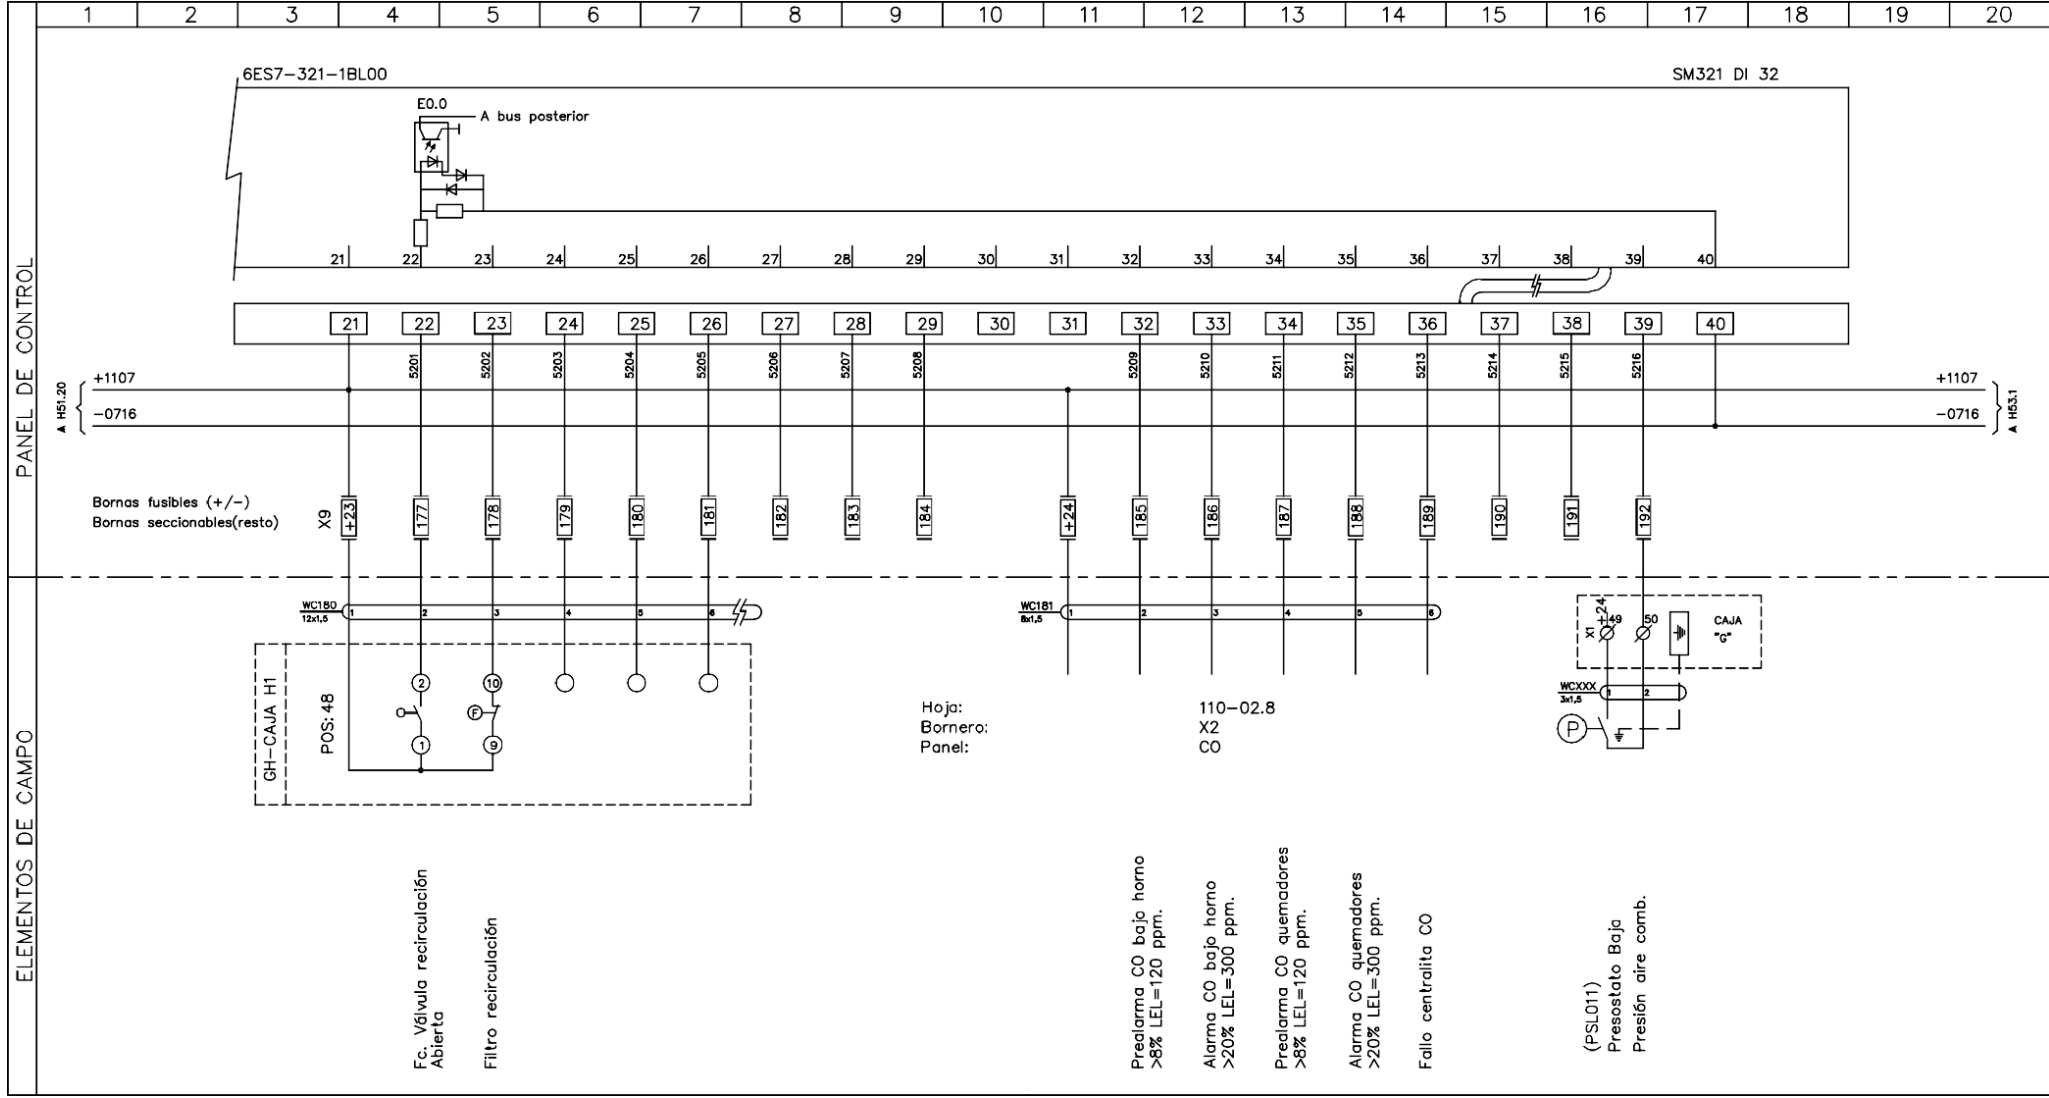 1 2 3 4 5 6 7 8 9 10 11 12 13 14 15 16 17 18 19 20
6ES7-321-1BL00
SM321 DI 32
E0.0
A bus posterior
21 22 23 24 25 26 27 28 29 30 31 32 33 34 35 36 37 38 39 40
21 22 23 24 25 26 27 28 29 30 31 32 33 34 35 36 37 38 39 40
5201 5202 5203 5204 5205 5206 5207 5208 5209 5210 5211 5212 5213 5214 5215 5216
PANEL DE CONTROL
A H51.20
+1107
-0716
+1107
-0716
A H53.1
Bornas fusibles (+/-)
Bornas seccionables(resto)
X9
+23 177 178 179 180 181 182 183 184 +24 185 186 187 188 189 190 191 192
WC180
12x1,5
1 2 3 4 5 6
WC181
8x1,5
1 2 3 4 5 6
X1
+24
49
50
CAJA
"G"
WCXXX
3x1,5
1 2
P
GH-CAJA H1
POS: 48
2
10
F
1
9
Hoja: 110-02.8
Bornero: X2
Panel: CO
ELEMENTOS DE CAMPO
Fc. Válvula recirculación
Abierta
Filtro recirculación
Prealarma CO bajo horno
>8% LEL=120 ppm.
Alarma CO bajo horno
>20% LEL=300 ppm.
Prealarma CO quemadores
>8% LEL=120 ppm.
Alarma CO quemadores
>20% LEL=300 ppm.
Fallo centralita CO
(PSL011)
Presostato Baja
Presión aire comb.